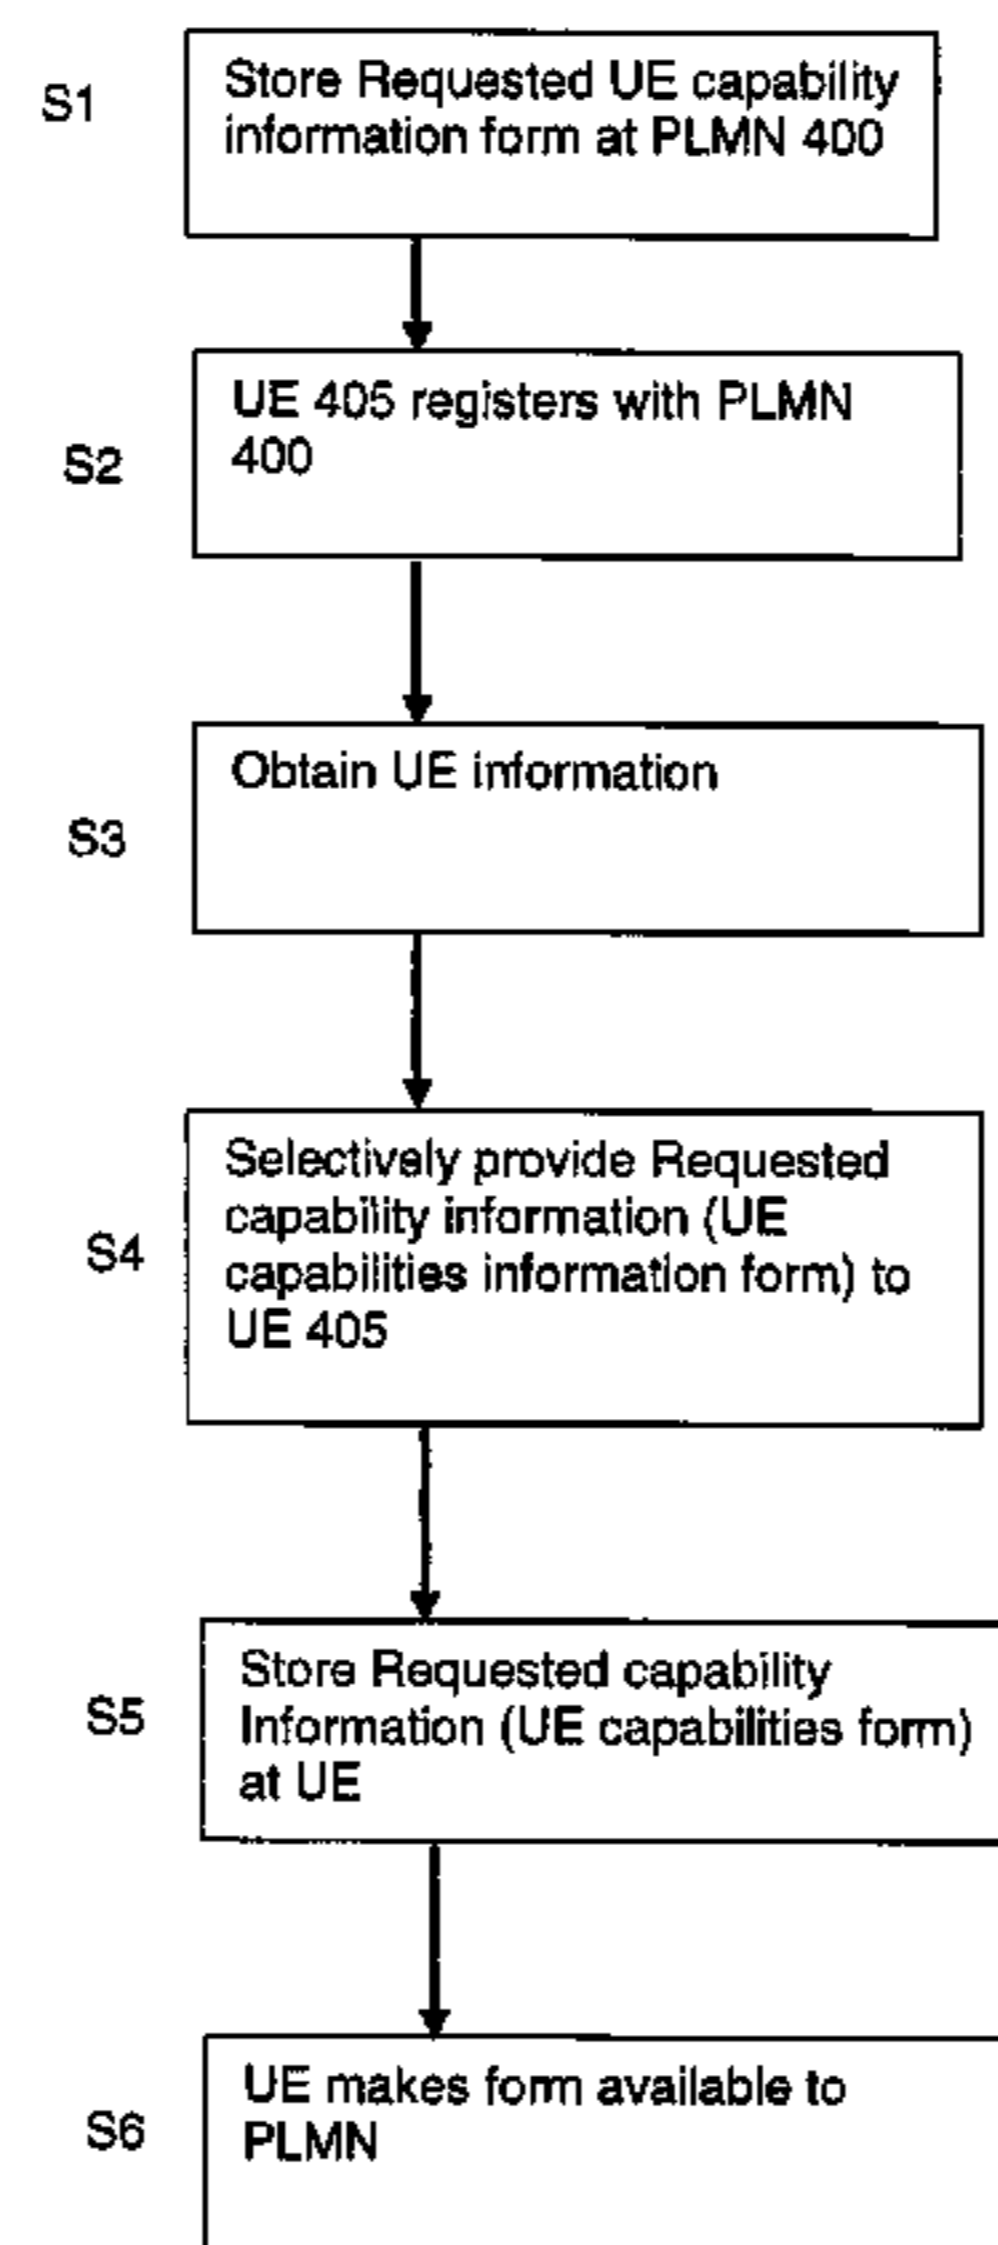 S1
Store Requested UE capability
information form at PLMN 400
S2
UE 405 registers with PLMN
400
S3
Obtain UE information
S4
Selectively provide Requested
capability information (UE
capabilities information form) to
UE 405
S5
Store Requested capability
Information (UE capabilities form)
at UE
S6
UE makes form available to
PLMN